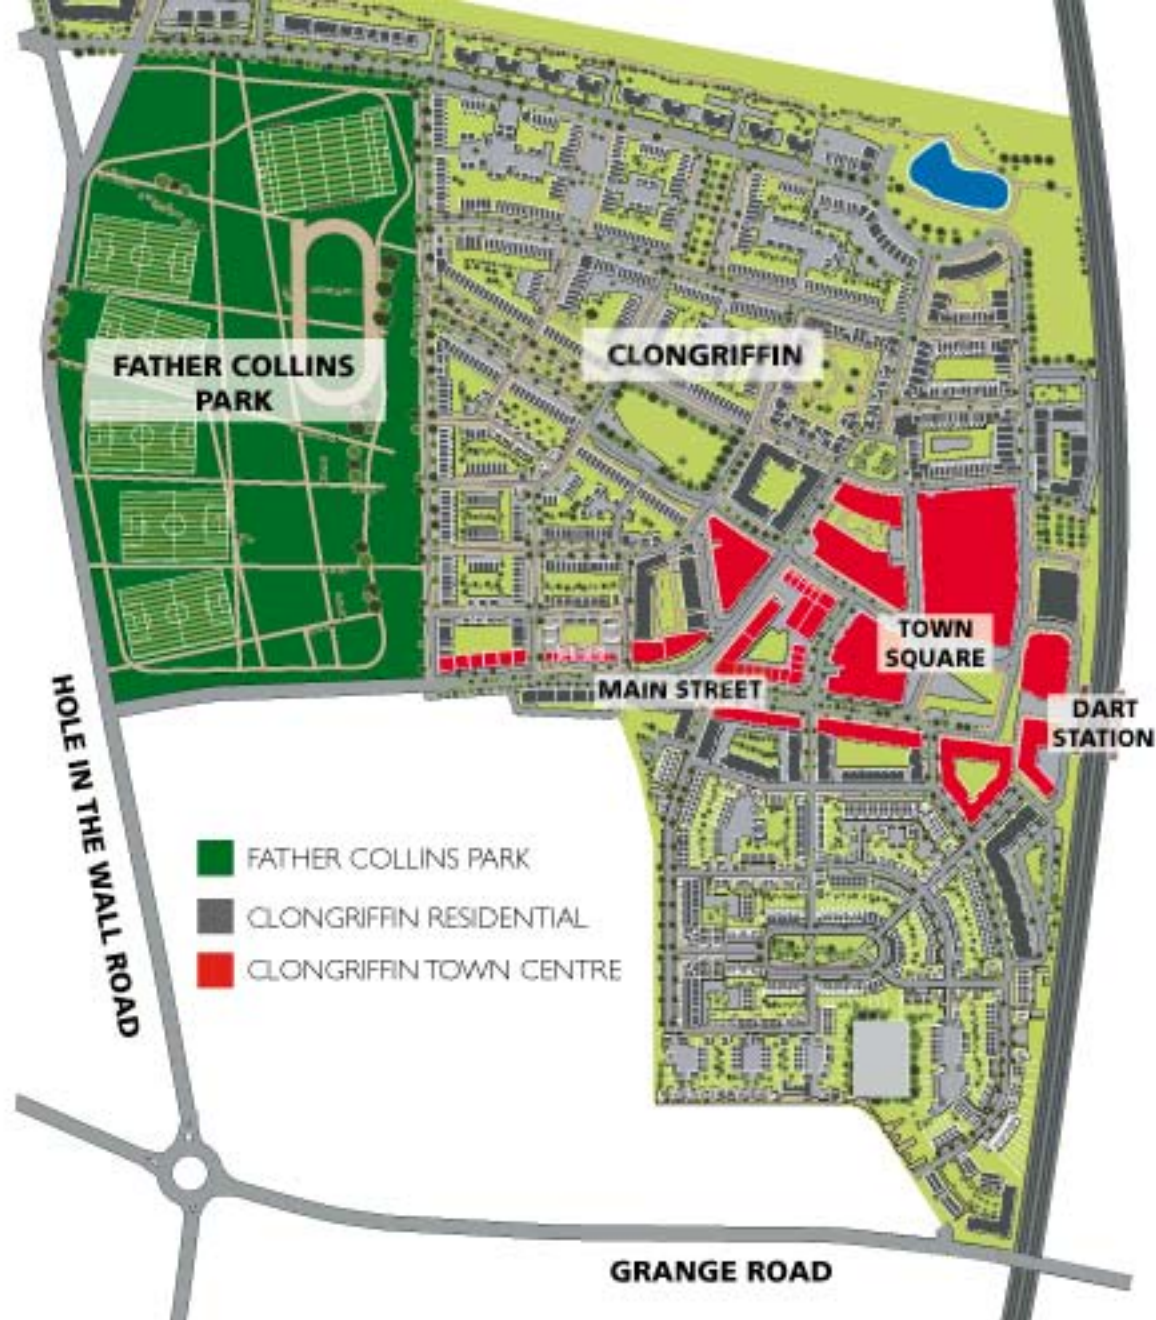 FATHER COLLINS
PARK
CLONGRIFFIN
TOWN
SQUARE
MAIN STREET
DART
STATION
HOLE IN THE WALL ROAD
FATHER COLLINS PARK
CLONGRIFFIN RESIDENTIAL
CLONGRIFFIN TOWN CENTRE
GRANGE ROAD